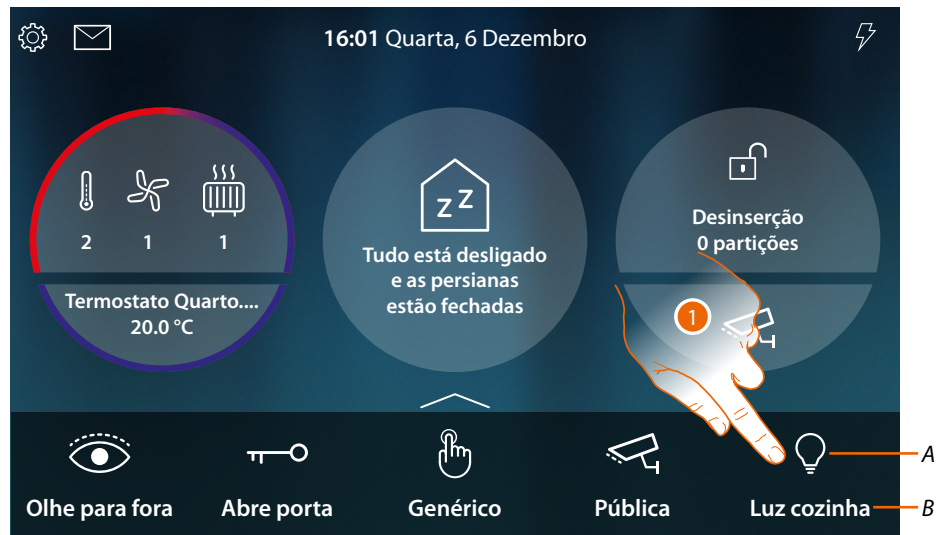 16:01 Quarta, 6 Dezembro
2 1 1
Termostato Quarto....
20.0 °C
z Z
Tudo está desligado
e as persianas
estão fechadas
Desinserção
0 partições
1
Olhe para fora
Abre porta
Genérico
Pública
Luz cozinha
A
B